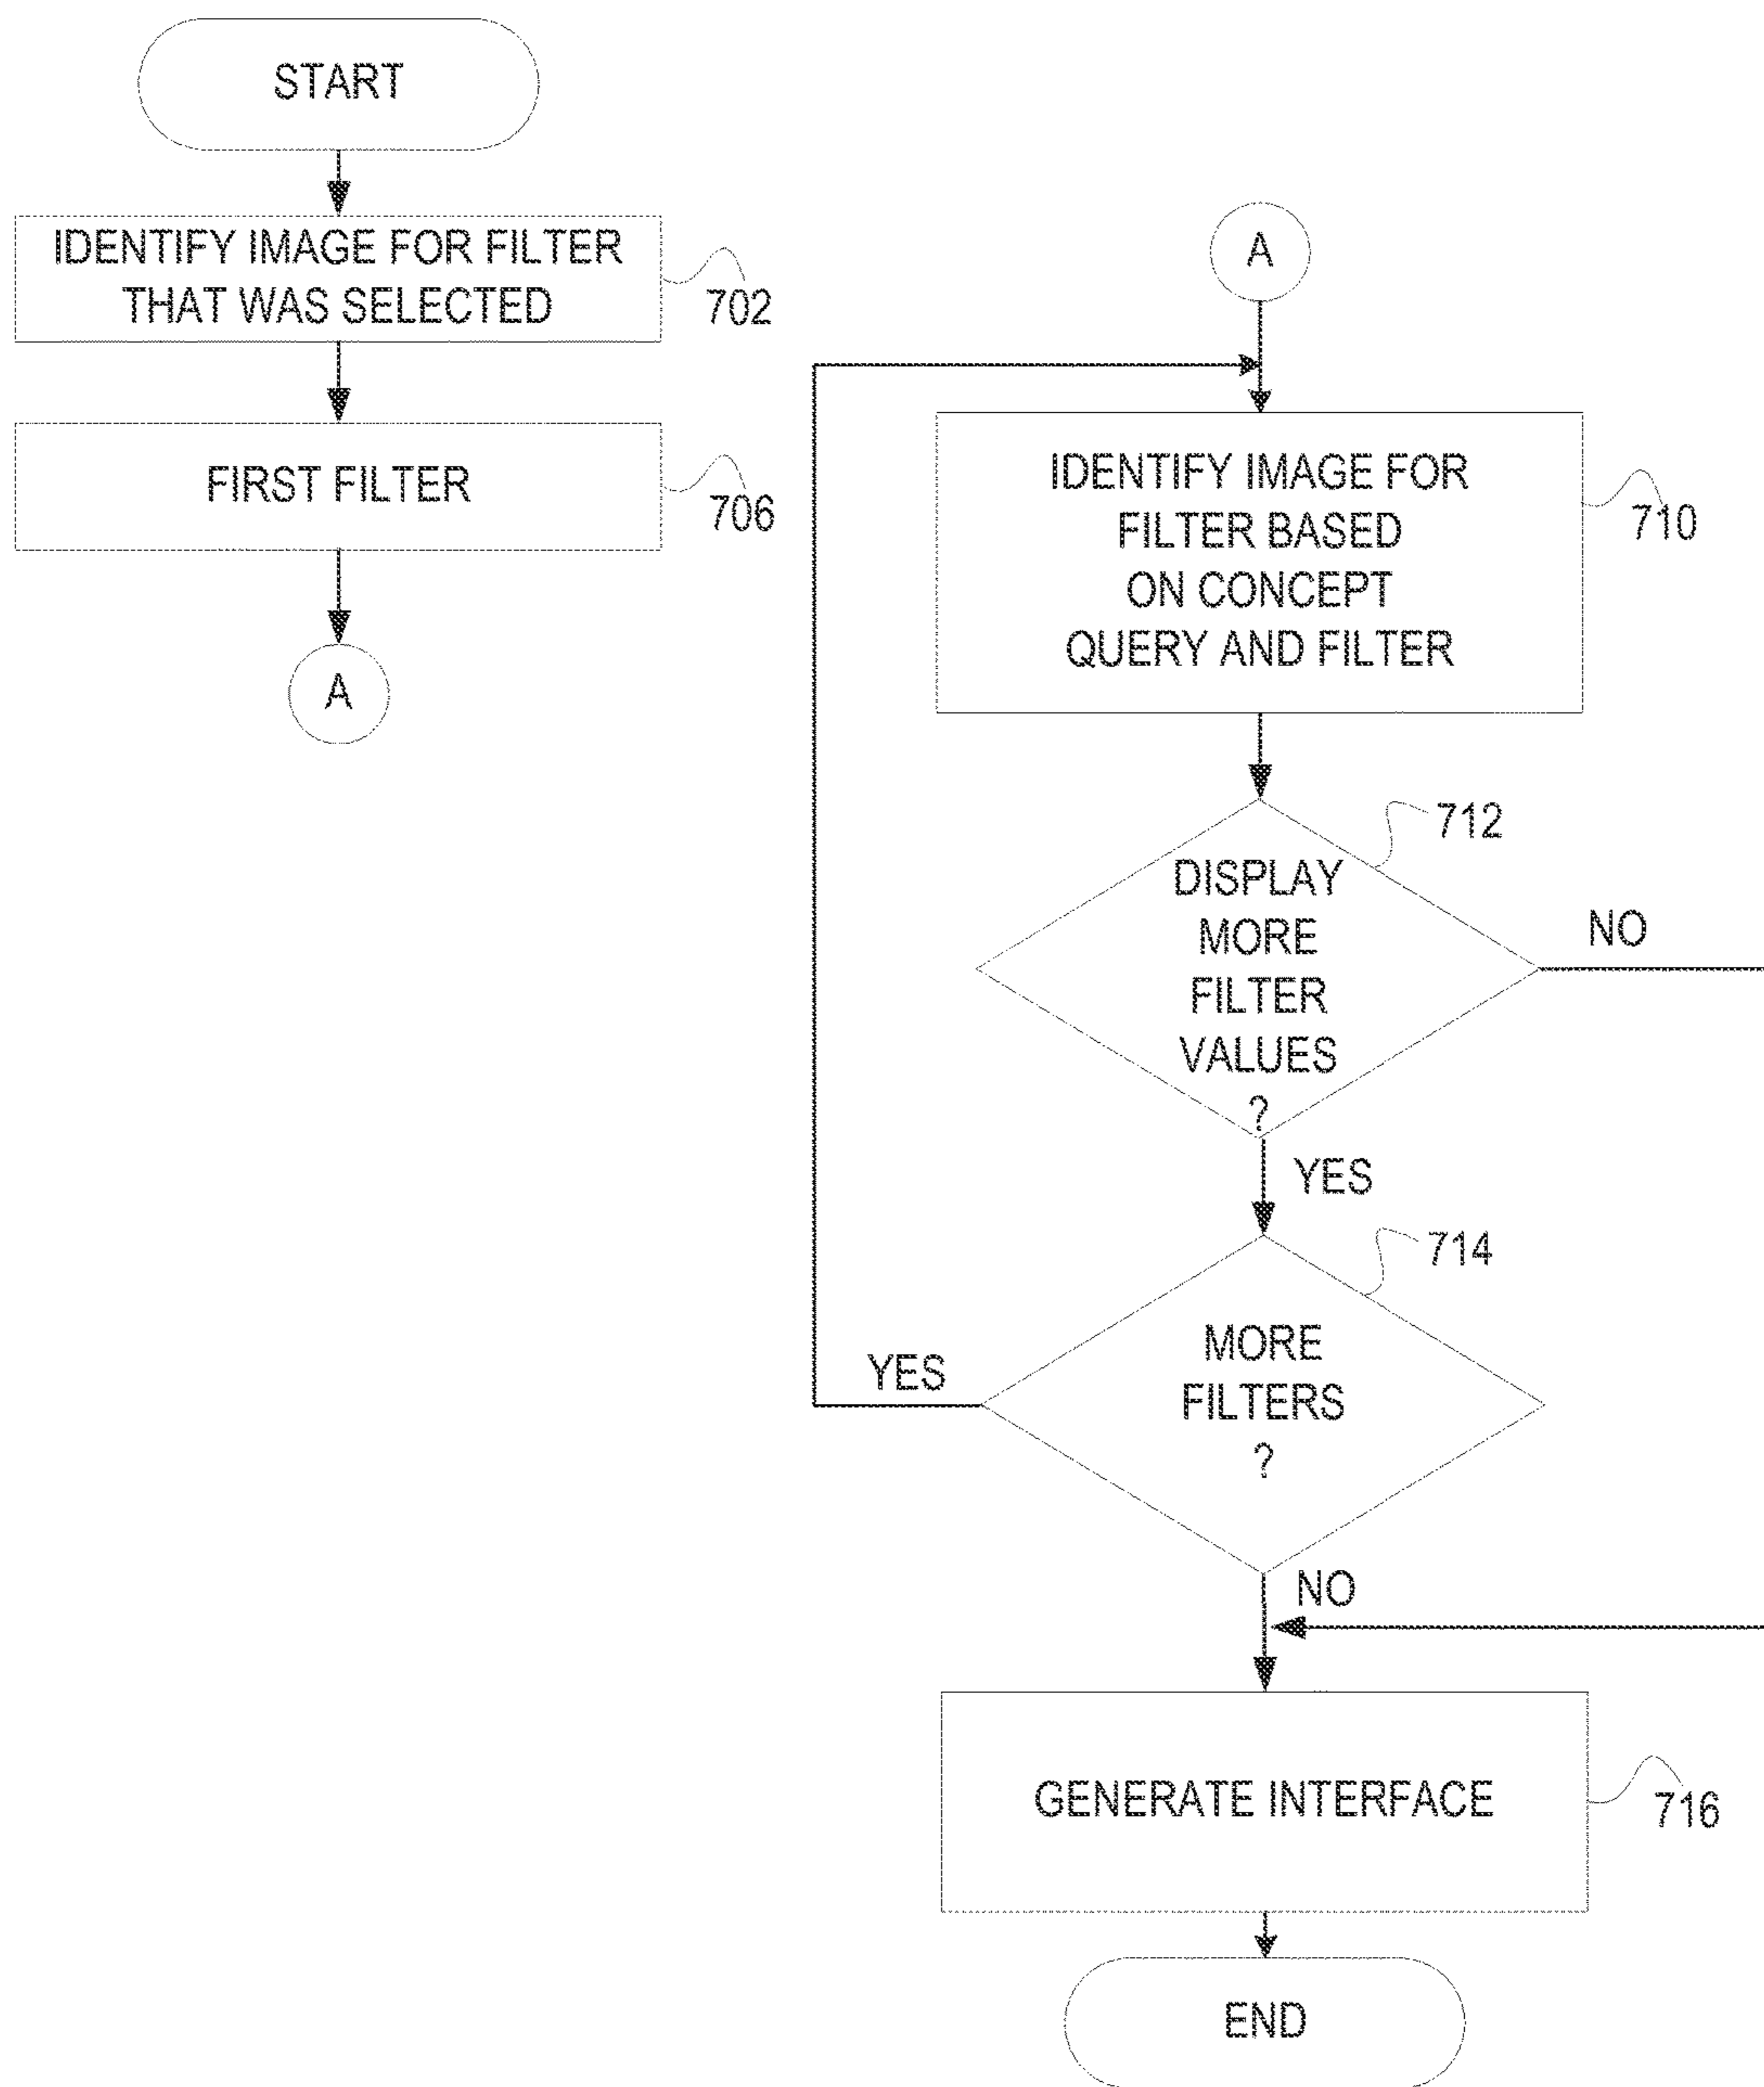 START
IDENTIFY IMAGE FOR FILTER
THAT WAS SELECTED
702
FIRST FILTER
706
A
A
IDENTIFY IMAGE FOR
FILTER BASED
ON CONCEPT
QUERY AND FILTER
710
712
DISPLAY
MORE
FILTER
VALUES
?
NO
YES
714
MORE
FILTERS
?
YES
NO
GENERATE INTERFACE
716
END